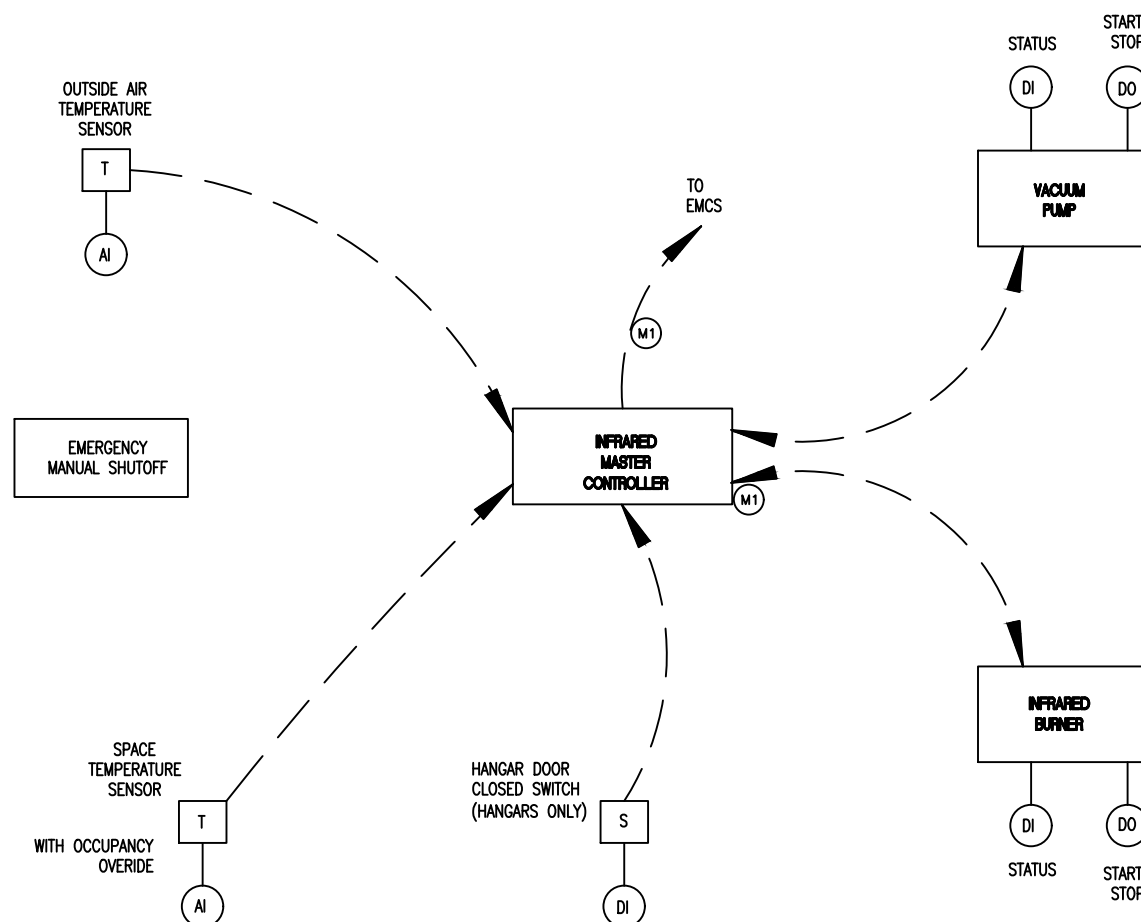 OUTSIDE AIR
TEMPERATURE
SENSOR
T
AI
TO
EMCS
M1
STATUS
DI
START
STOP
DO
VACUUM
PUMP
EMERGENCY
MANUAL SHUTOFF
INFRARED
MASTER
CONTROLLER
M1
SPACE
TEMPERATURE
SENSOR
T
WITH OCCUPANCY
OVERIDE
AI
HANGAR DOOR
CLOSED SWITCH
(HANGARS ONLY)
S
DI
INFRARED
BURNER
DI
STATUS
DO
START
STOP